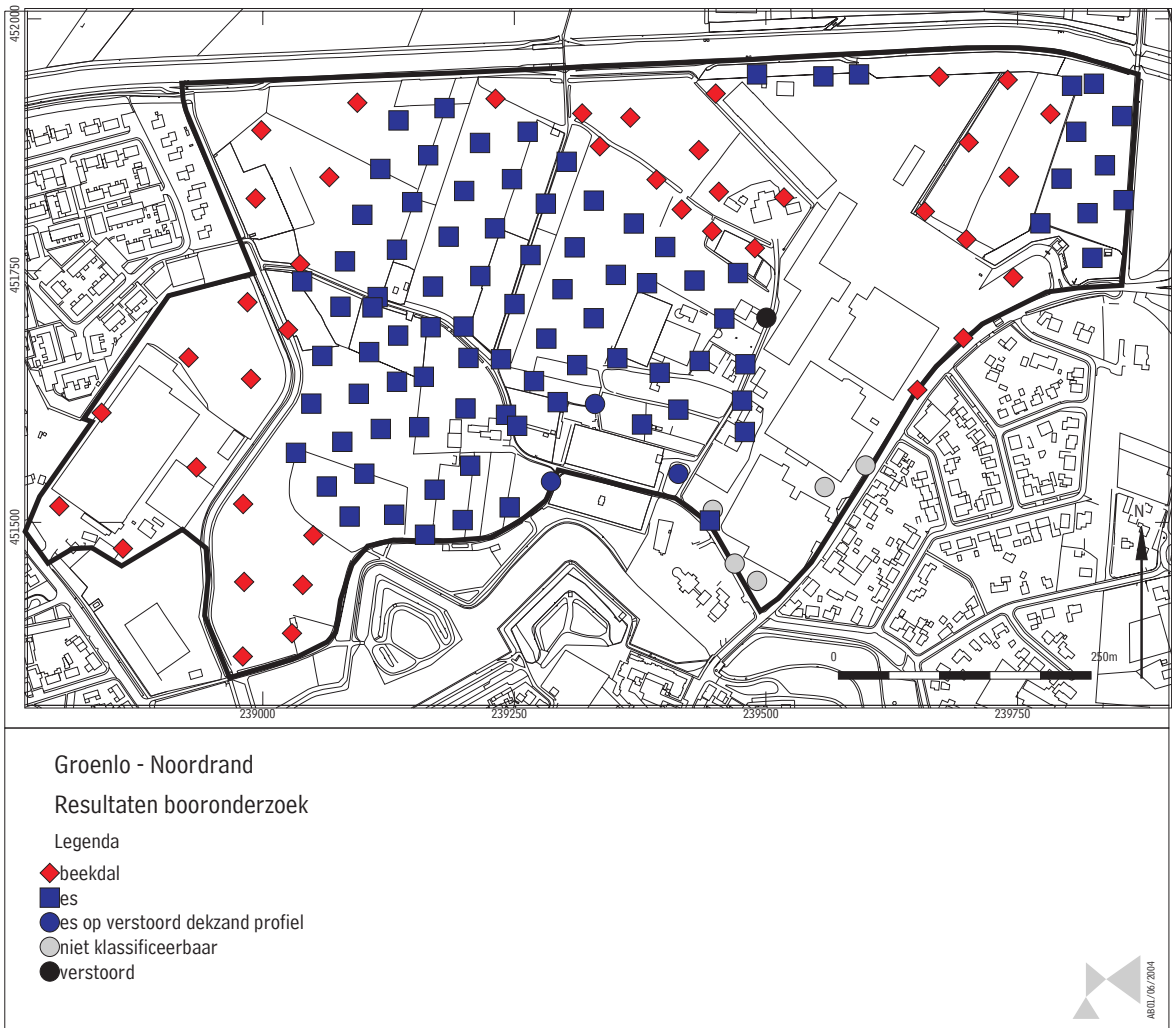 452000
451750
451500
N
0
250m
239000
239250
239500
239750
Groenlo - Noordrand
Resultaten booronderzoek
Legenda
beekdal
es
es op verstoord dekzand profiel
niet klassificeerbaar
verstoord
AB01/06/2004